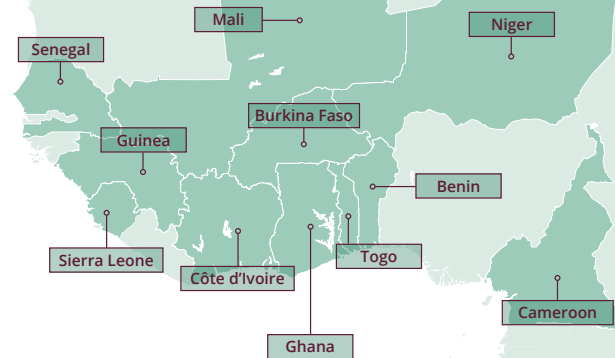 Mali
Niger
Senegal
Burkina Faso
Guinea
Benin
Togo
Sierra Leone
Côte d’Ivoire
Cameroon
Ghana